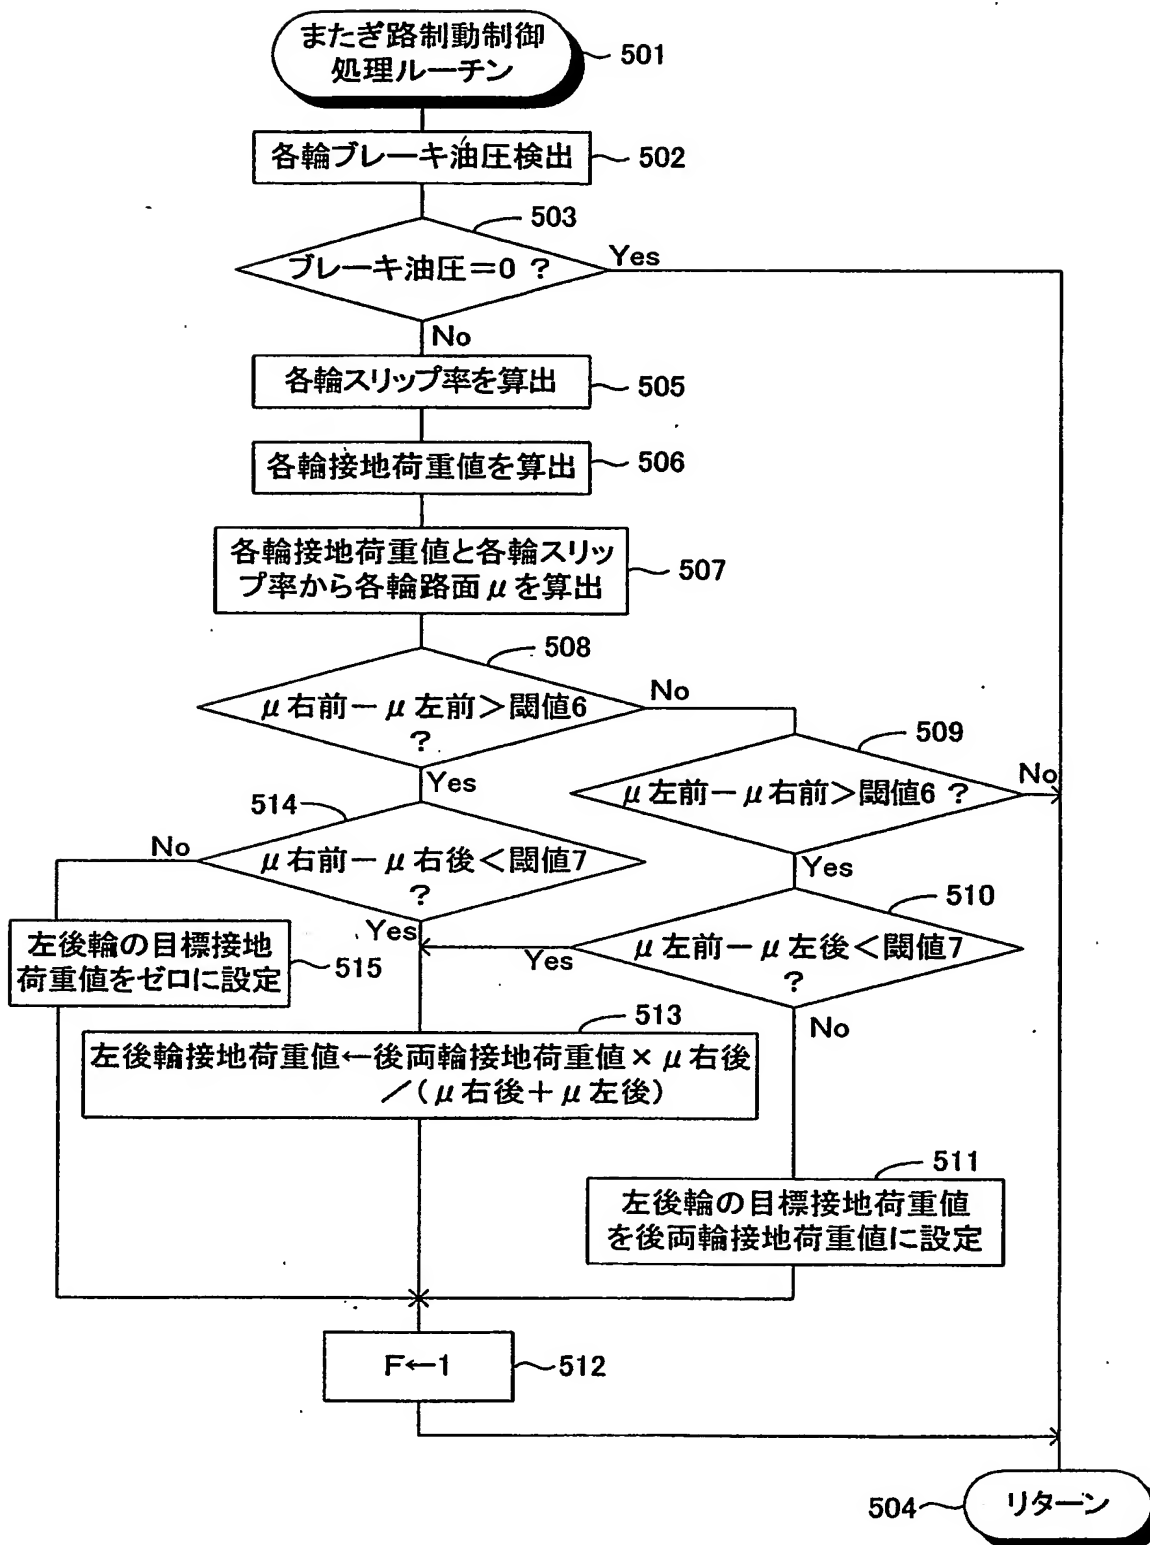 またぎ路制動制御
処理ルーチン
501
各輪ブレーキ油圧検出
502
503
ブレーキ油圧=0 ?
Yes
No
各輪スリップ率を算出
505
各輪接地荷重値を算出
506
各輪接地荷重値と各輪スリッ
プ率から各輪路面μを算出
507
508
μ右前-μ左前>閾値6
?
No
Yes
509
μ左前-μ右前>閾値6 ?
No
Yes
514
μ右前-μ右後<閾値7
?
No
Yes
510
μ左前-μ左後<閾値7
?
Yes
No
左後輪の目標接地
荷重値をゼロに設定
515
513
左後輪接地荷重値←後両輪接地荷重値×μ右後
/(μ右後+μ左後)
511
左後輪の目標接地荷重値
を後両輪接地荷重値に設定
F←1
512
504
リターン